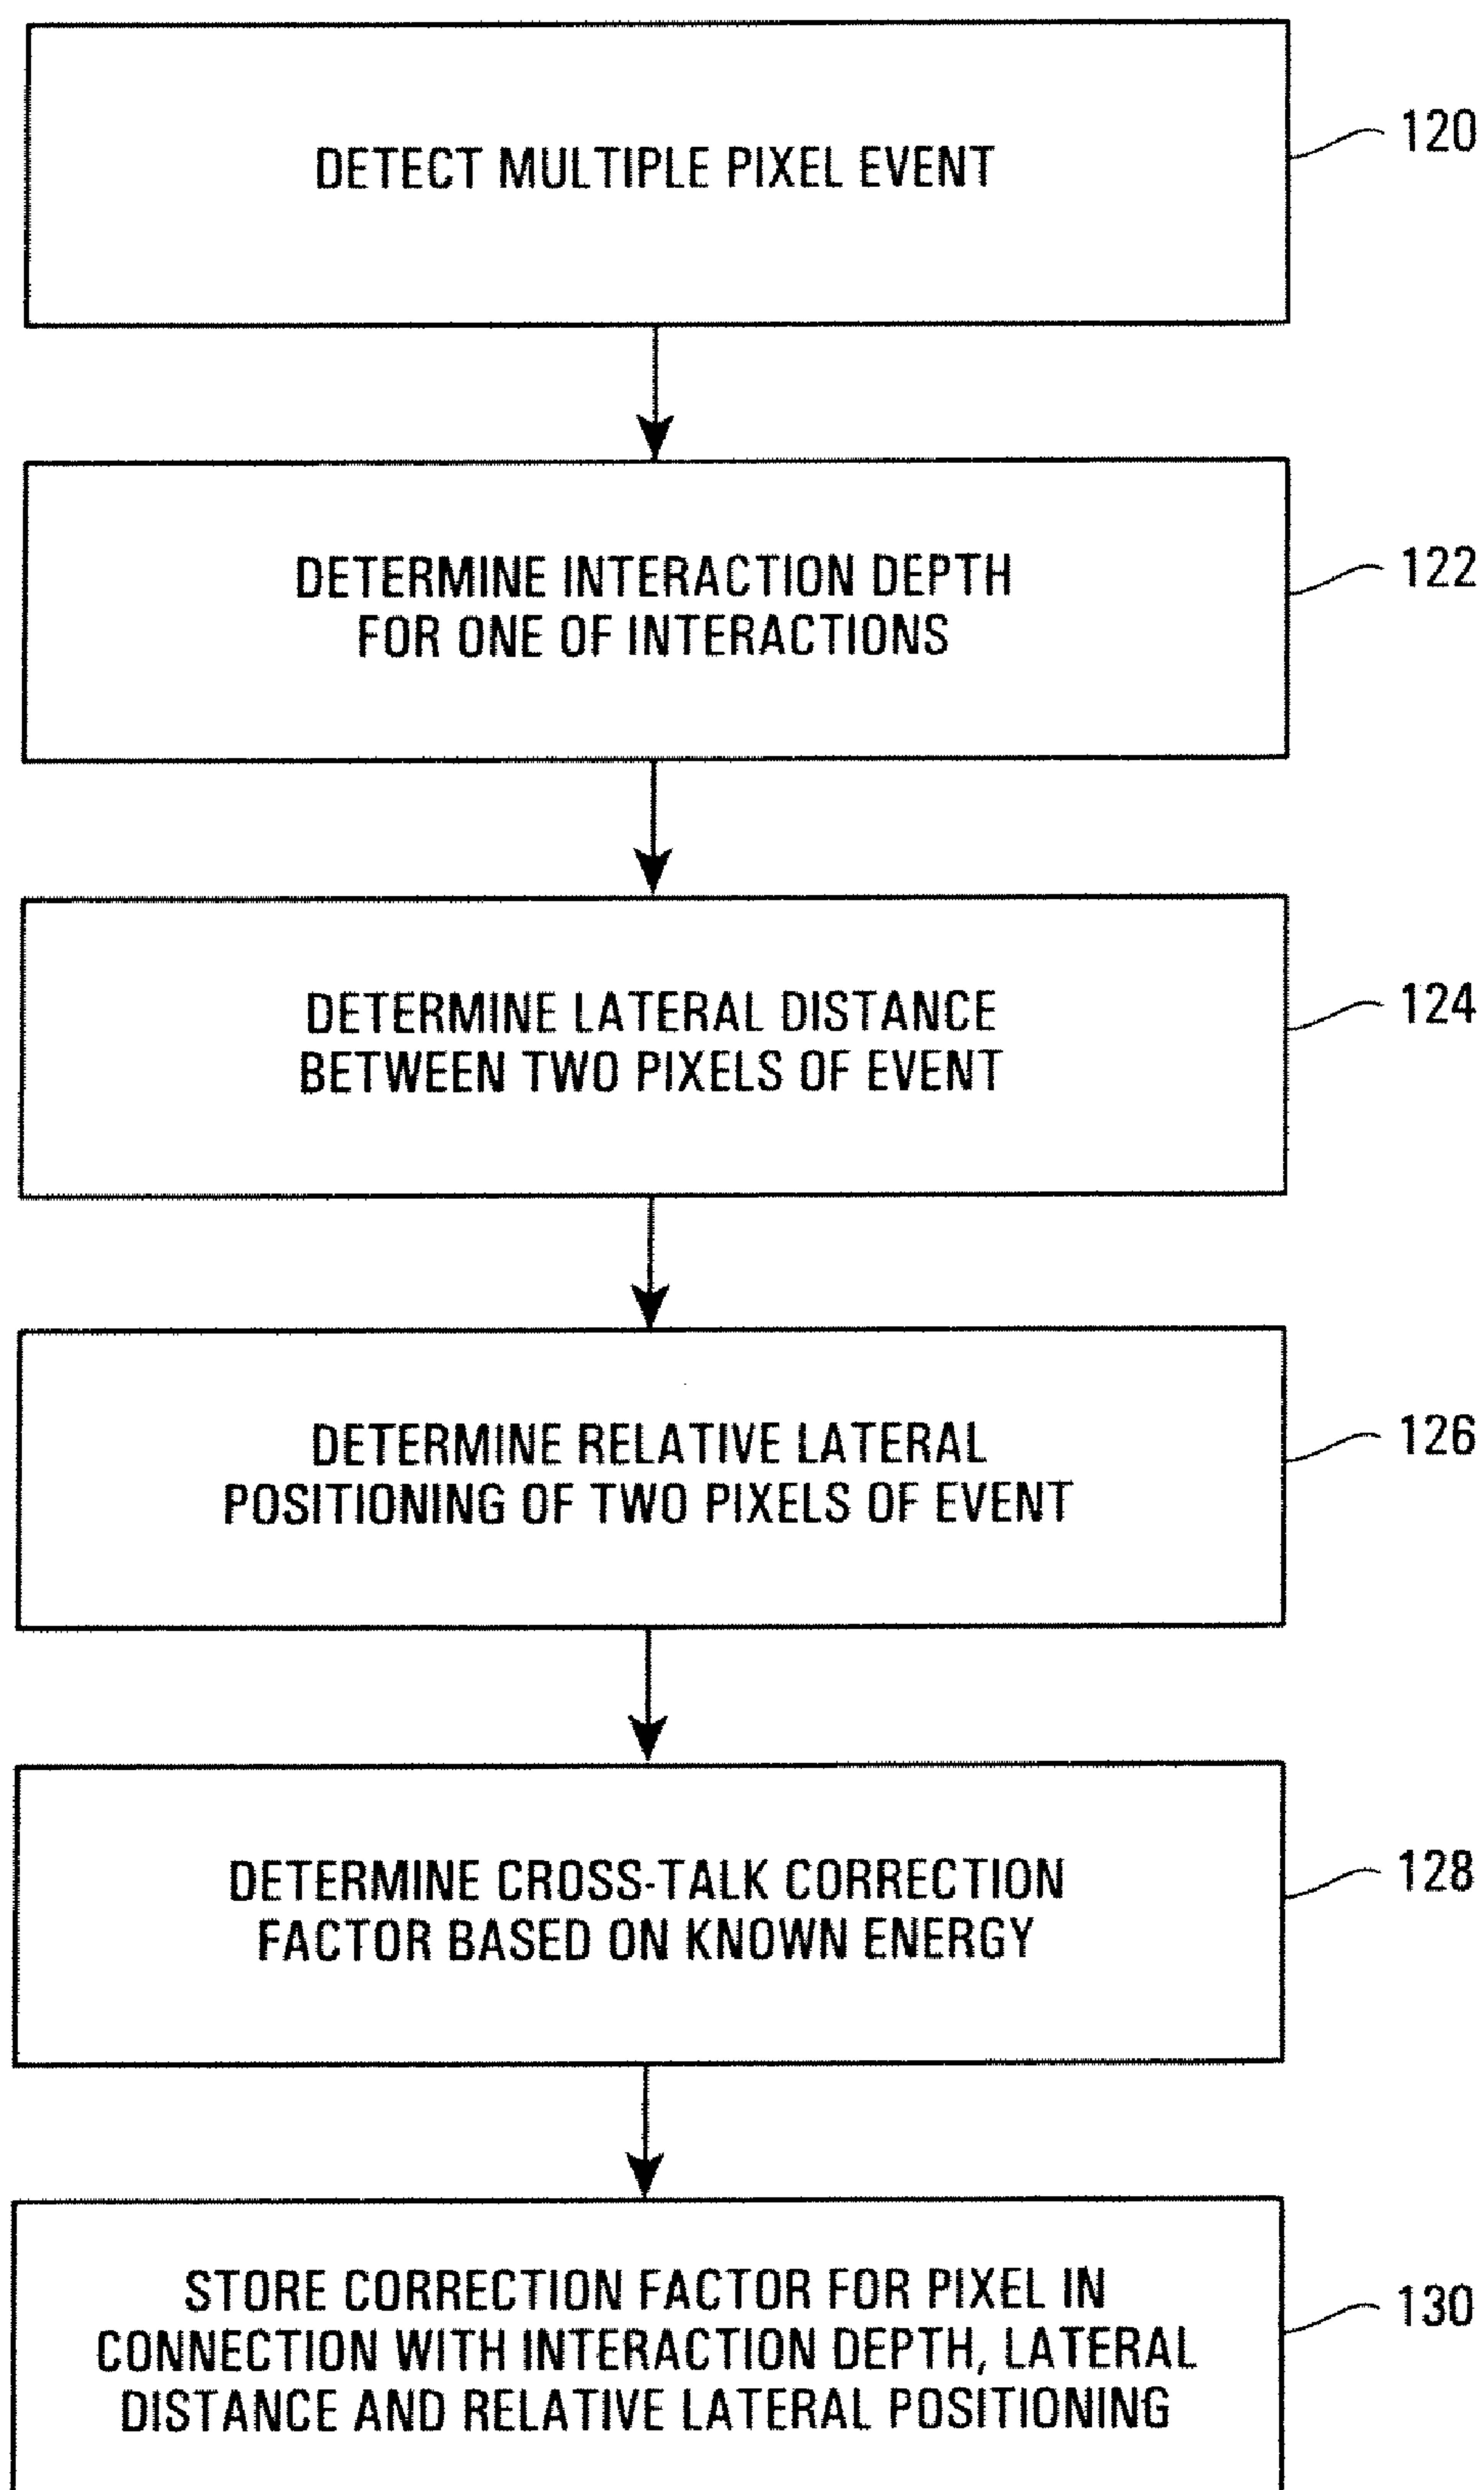 DETECT MULTIPLE PIXEL EVENT
120
DETERMINE INTERACTION DEPTH
FOR ONE OF INTERACTIONS
122
DETERMINE LATERAL DISTANCE
BETWEEN TWO PIXELS OF EVENT
124
DETERMINE RELATIVE LATERAL
POSITIONING OF TWO PIXELS OF EVENT
126
DETERMINE CROSS-TALK CORRECTION
FACTOR BASED ON KNOWN ENERGY
128
STORE CORRECTION FACTOR FOR PIXEL IN
CONNECTION WITH INTERACTION DEPTH, LATERAL
DISTANCE AND RELATIVE LATERAL POSITIONING
130